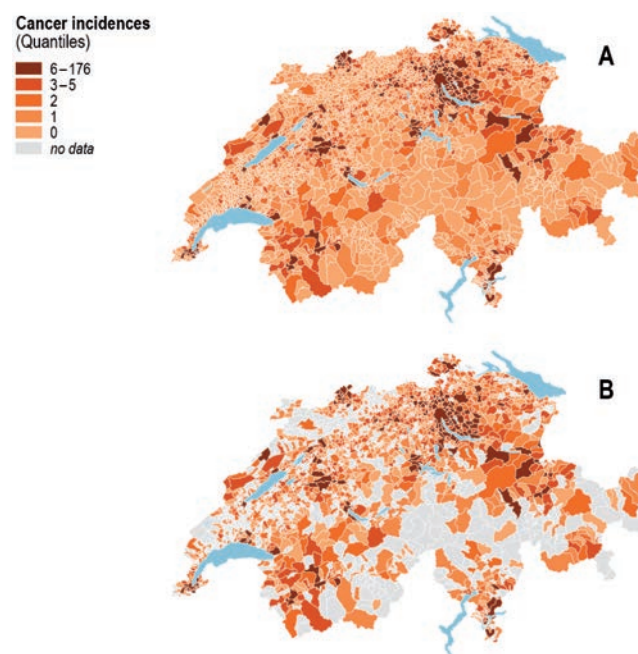 Cancer incidences
(Quantiles)
6–176
3–5
2
1
0
no data
A
B